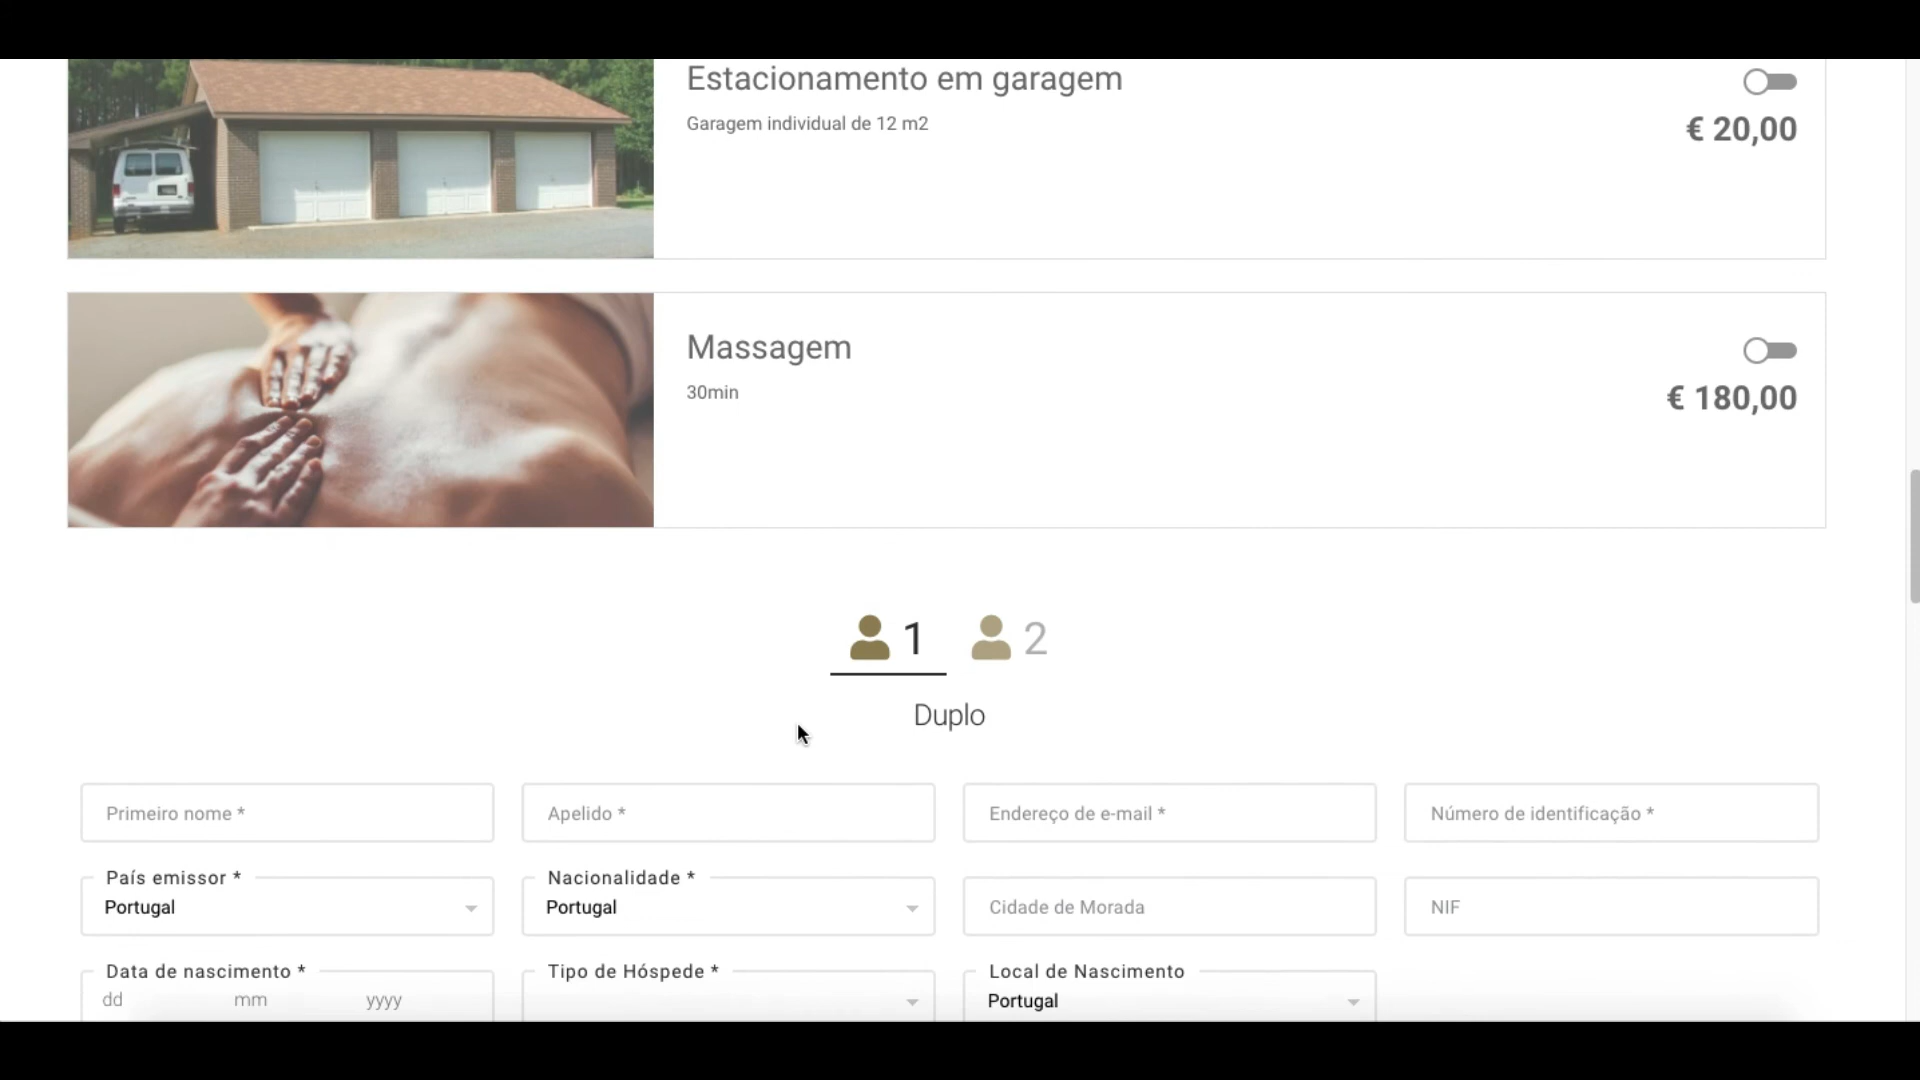 Estacionamento em garagem
Garagem individual de 12 m2
€ 20,00
Massagem
30min
€ 180,00
1 2
Duplo
Primeiro nome * Apelido * Endereço de e-mail * Número de identificação *
País emissor * Nacionalidade *
Portugal Portugal Cidade de Morada NIF
Data de nascimento * Tipo de Hóspede * Local de Nascimento
dd mm yyyy Portugal